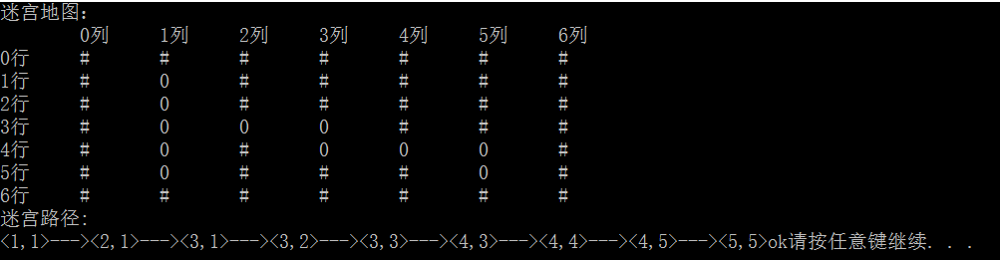 迷宫地图:
0列 1列 2列 3列 4列 5列 6列
0行 # # # # # # #
1行 # 0 # # # # #
2行 # 0 # # # # #
3行 # 0 0 0 # # #
4行 # 0 # 0 0 0 #
5行 # 0 # # # 0 #
6行 # # # # # # #
迷宫路径:
<1,1>---><2,1>---><3,1>---><3,2>---><3,3>---><4,3>---><4,4>---><4,5>---><5,5>ok请按任意键继续. . .